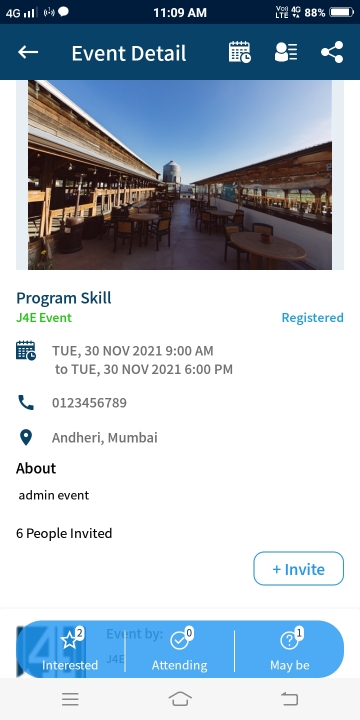 4G 11:09 AM VoD LTE 4G 88%
Event Detail
Program Skill
J4E Event Registered
TUE, 30 NOV 2021 9:00 AM
to TUE, 30 NOV 2021 6:00 PM
0123456789
Andheri, Mumbai
About
admin event
6 People Invited
+ Invite
Event by:
J4E
2 0 1
Interested Attending May be